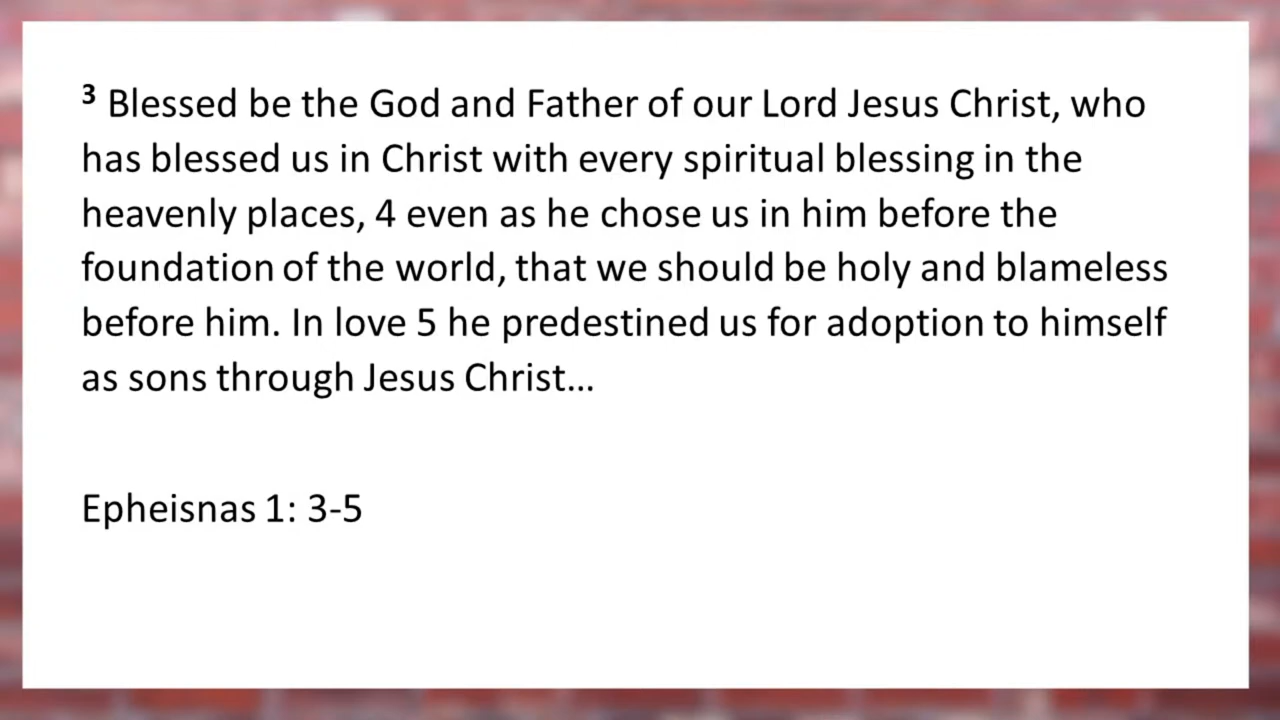 3 Blessed be the God and Father of our Lord Jesus Christ, who
has blessed us in Christ with every spiritual blessing in the
heavenly places, 4 even as he chose us in him before the
foundation of the world, that we should be holy and blameless
before him. In love 5 he predestined us for adoption to himself
as sons through Jesus Christ...
Epheisnas 1: 3-5